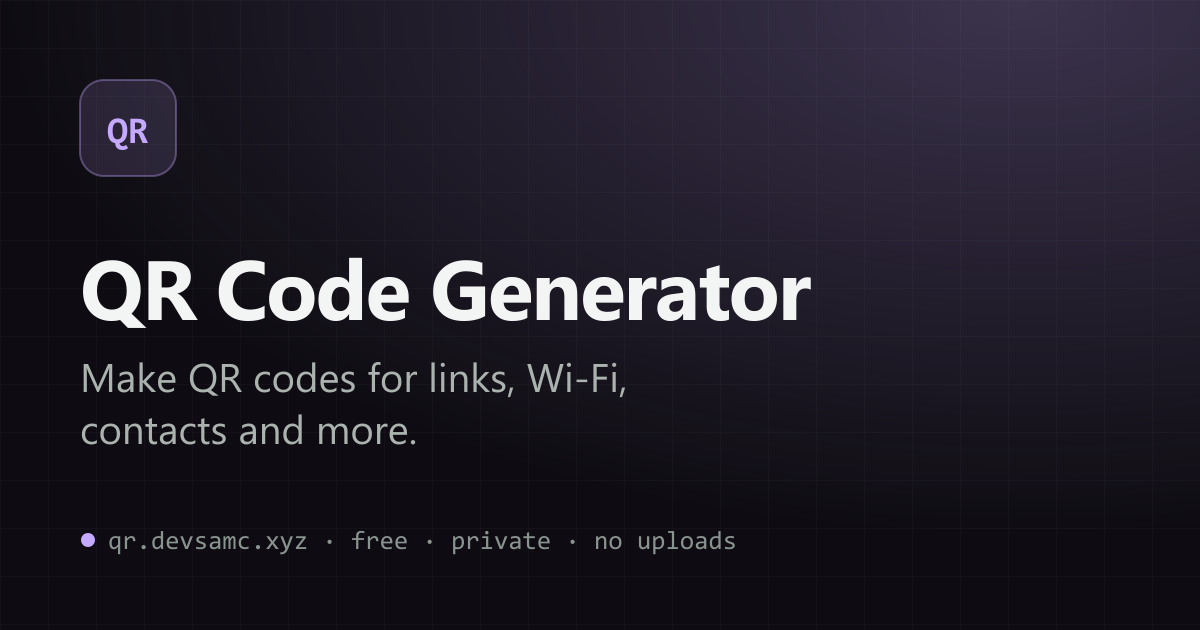 QR
QR Code Generator
Make QR codes for links, Wi-Fi,
contacts and more.
qr.devsamc.xyz · free · private · no uploads